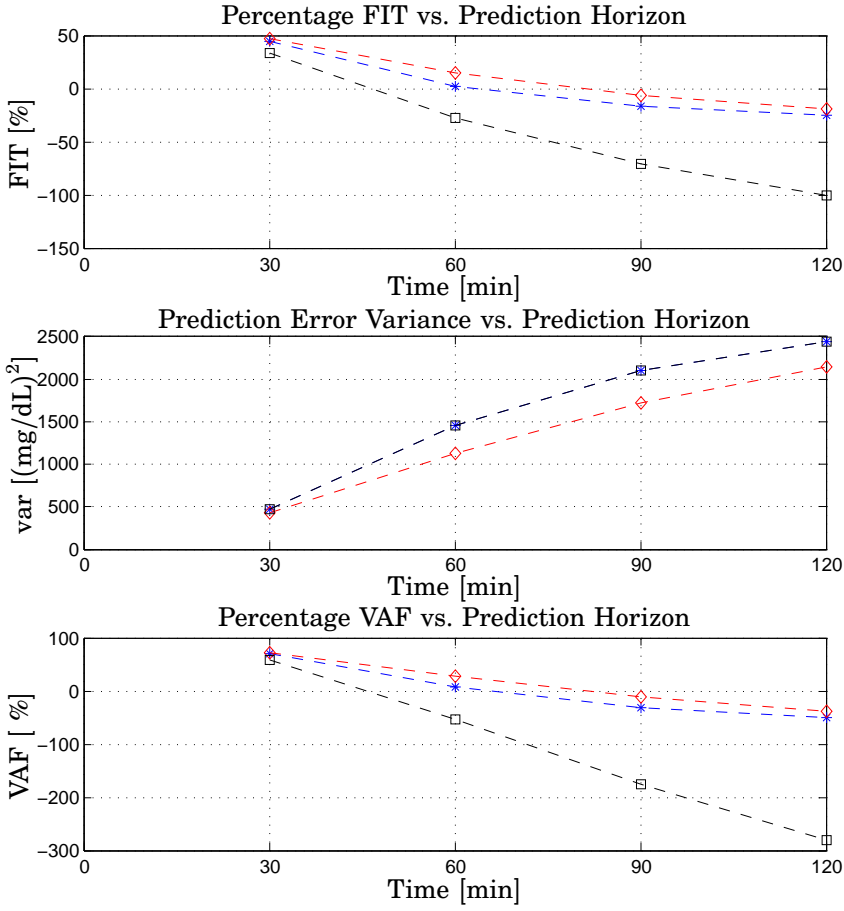 Percentage FIT vs. Prediction Horizon
50
0
−50
−100
−150
FIT [%]
0 30 60 90 120
Time [min]
Prediction Error Variance vs. Prediction Horizon
2500
2000
1500
1000
500
0
var [(mg/dL)²]
0 30 60 90 120
Time [min]
Percentage VAF vs. Prediction Horizon
100
0
−100
−200
−300
VAF [ %]
0 30 60 90 120
Time [min]